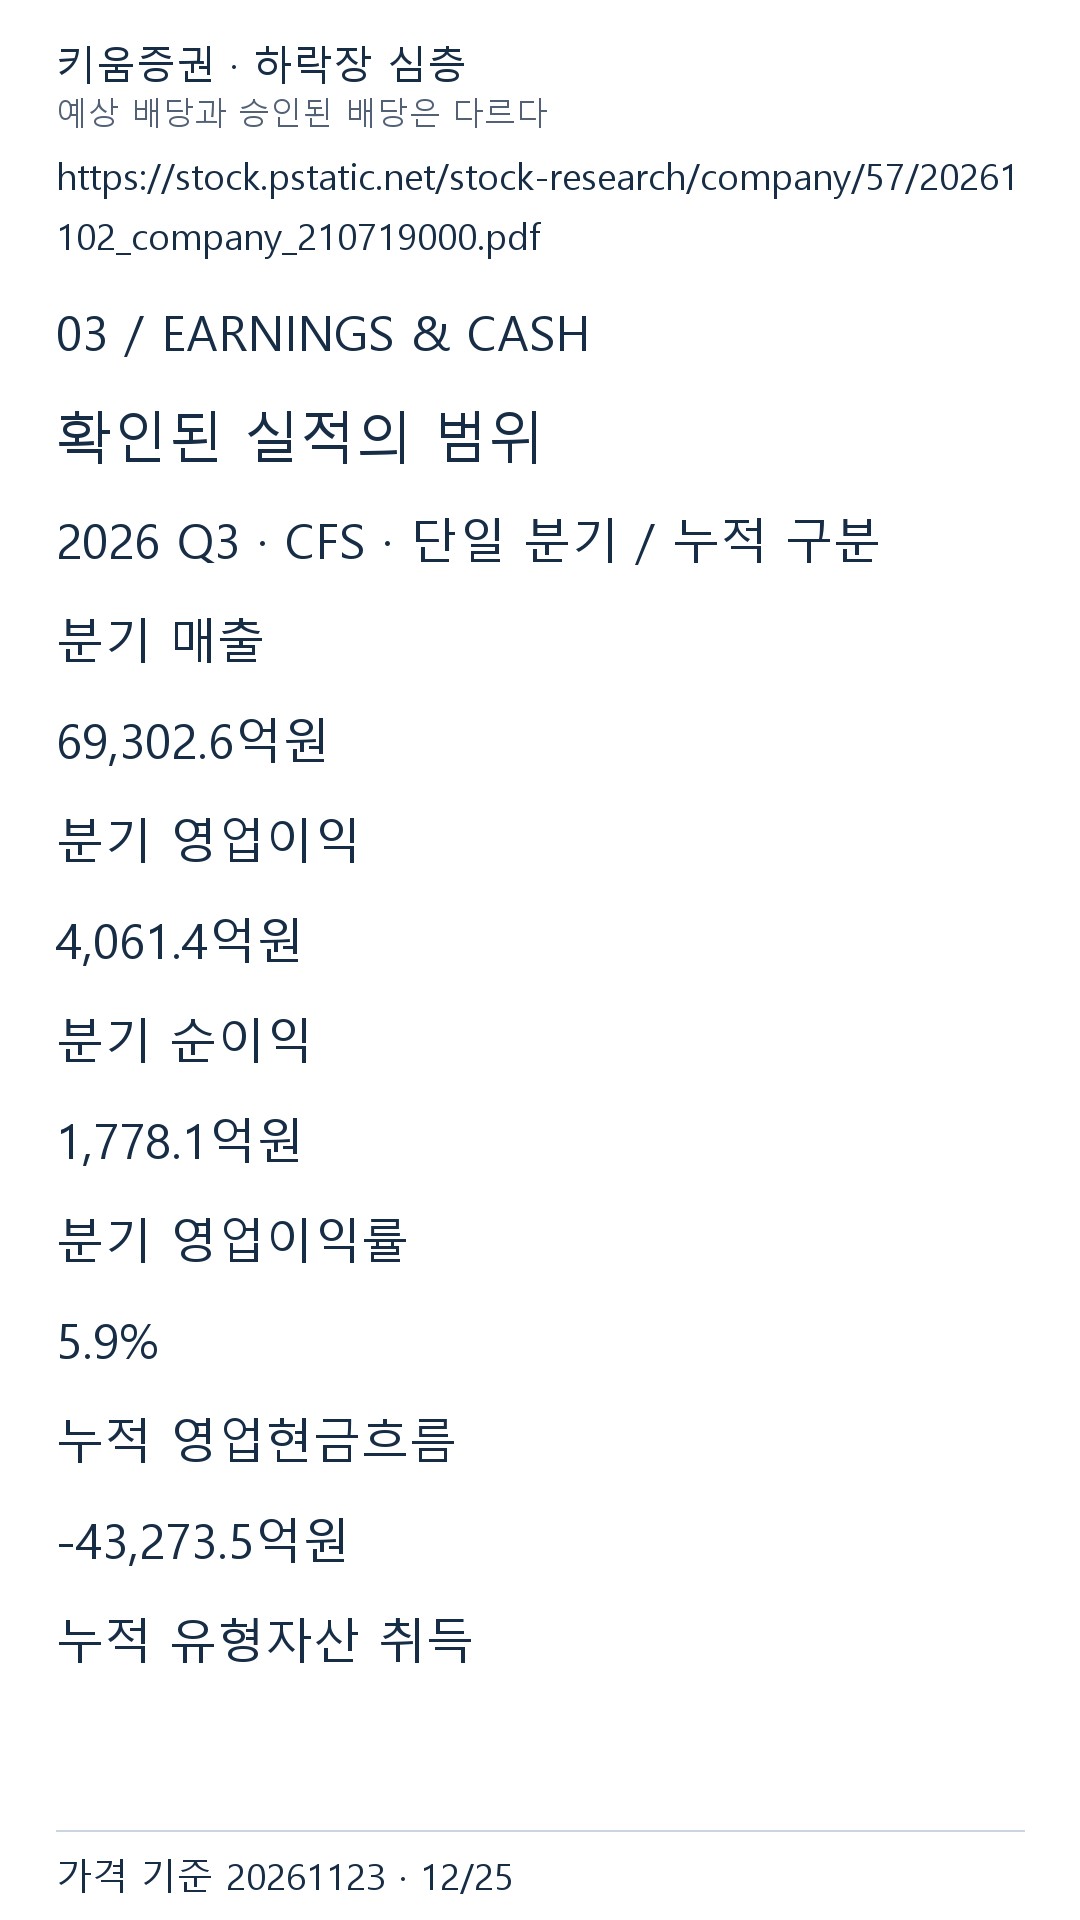 키움증권 · 하락장 심층
예상 배당과 승인된 배당은 다르다
https://stock.pstatic.net/stock-research/company/57/20261
102_company_210719000.pdf
03 / EARNINGS & CASH
확인된 실적의 범위
2026 Q3 · CFS · 단일 분기 / 누적 구분
분기 매출
69,302.6억원
분기 영업이익
4,061.4억원
분기 순이익
1,778.1억원
분기 영업이익률
5.9%
누적 영업현금흐름
-43,273.5억원
누적 유형자산 취득
가격 기준 20261123 · 12/25